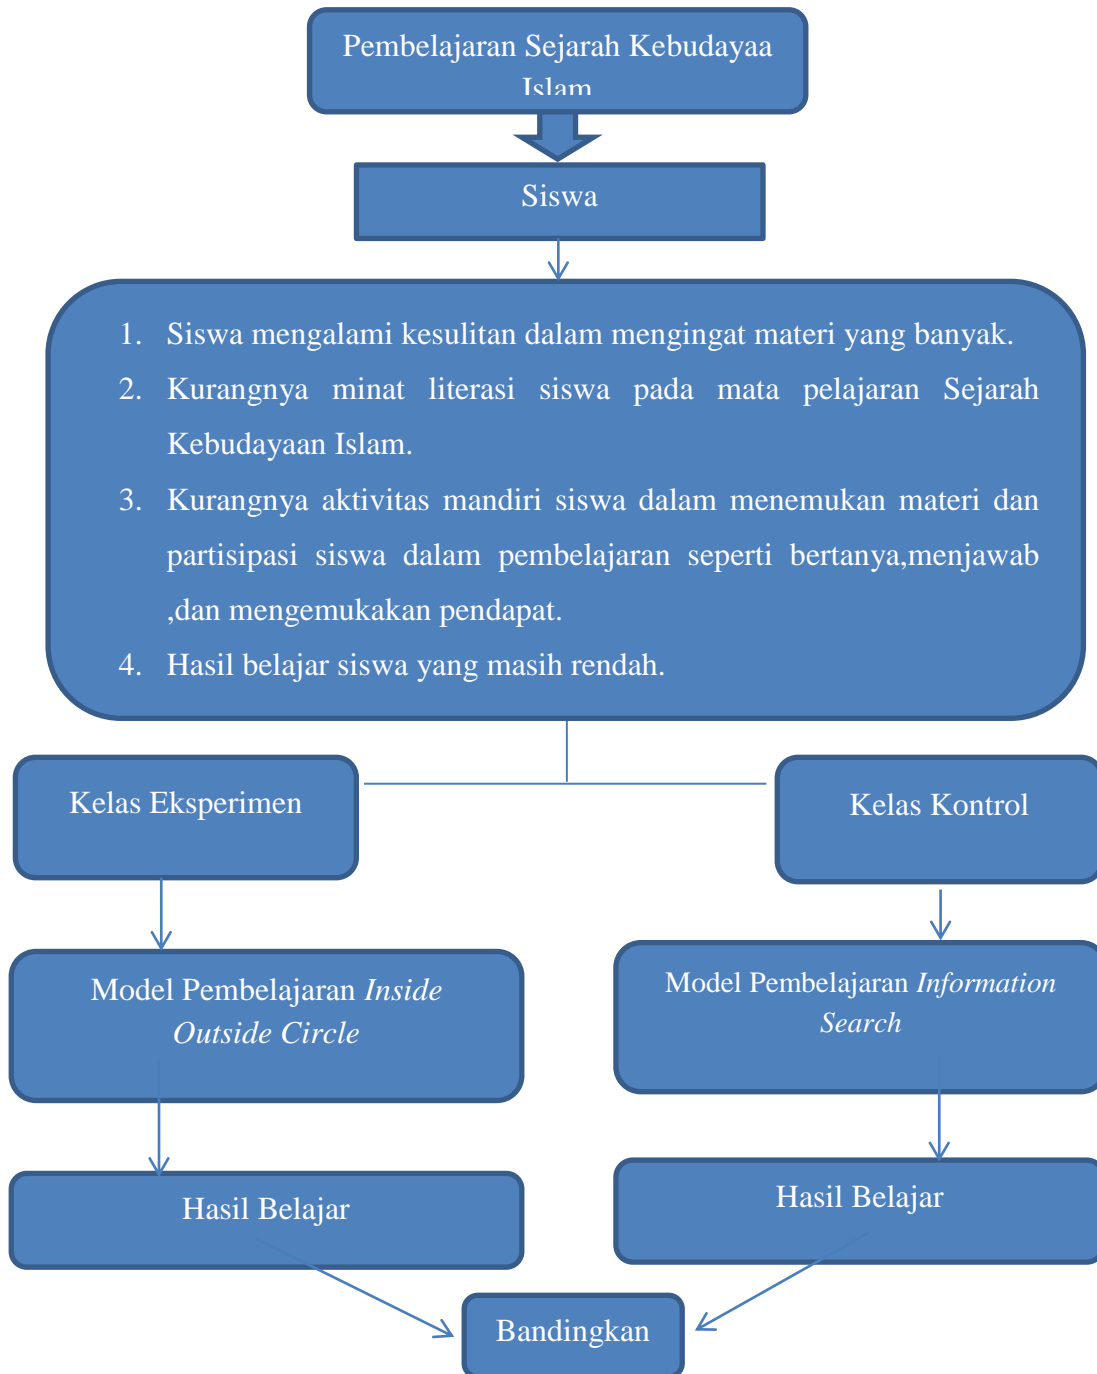 Pembelajaran Sejarah Kebudayaa
Islam
Siswa
1. Siswa mengalami kesulitan dalam mengingat materi yang banyak.
2. Kurangnya minat literasi siswa pada mata pelajaran Sejarah
Kebudayaan Islam.
3. Kurangnya aktivitas mandiri siswa dalam menemukan materi dan
partisipasi siswa dalam pembelajaran seperti bertanya,menjawab
,dan mengemukakan pendapat.
4. Hasil belajar siswa yang masih rendah.
Kelas Eksperimen
Kelas Kontrol
Model Pembelajaran Inside
Outside Circle
Model Pembelajaran Information
Search
Hasil Belajar
Hasil Belajar
Bandingkan